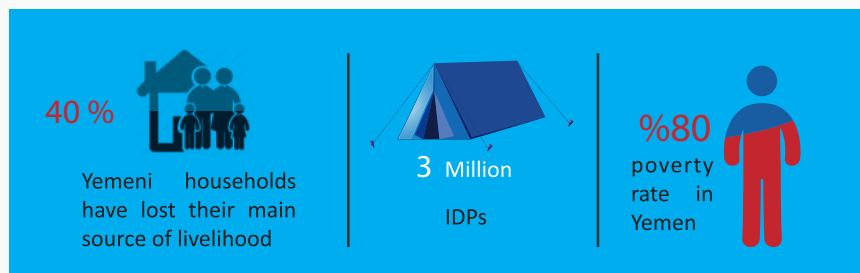 40 %
Yemeni households
have lost their main
source of livelihood
3 Million
IDPs
%80
poverty
rate in
Yemen